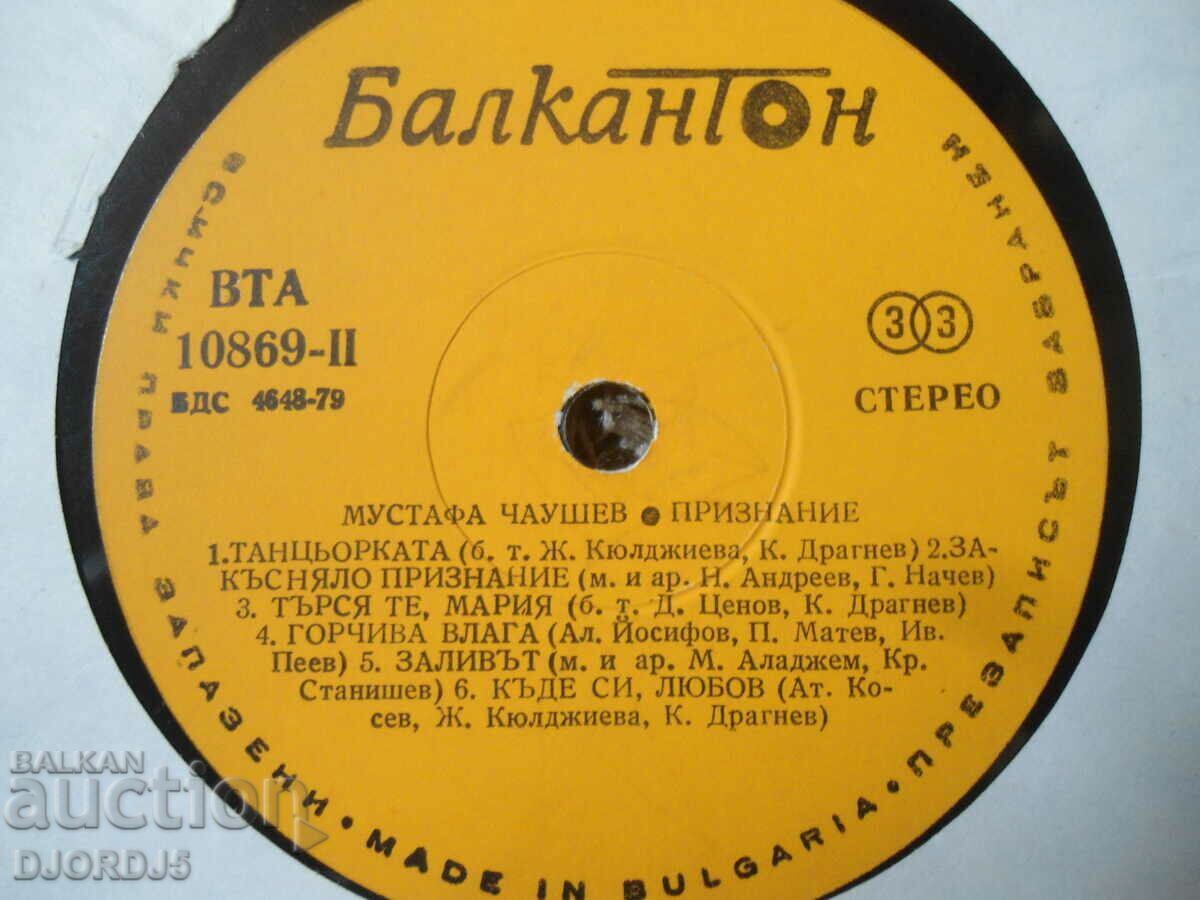 БалканТон
ВТА
10869-II
БДС 4648-79
33
СТЕРЕО
МУСТАФА ЧАУШЕВ ● ПРИЗНАНИЕ
1.ТАНЦЬОРКАТА (б. т. Ж. Кюлджиева, К. Драгнев) 2.ЗА-
КЪСНЯЛО ПРИЗНАНИЕ (м. и ар. Н. Андреев, Г. Начев)
3. ТЪРСЯ ТЕ, МАРИЯ (б. т. Д. Ценов, К. Драгнев)
4. ГОРЧИВА ВЛАГА (Ал. Йосифов, П. Матев, Ив.
Пеев) 5. ЗАЛИВЪТ (м. и ар. М. Аладжем, Кр.
Станишев) 6. КЪДЕ СИ, ЛЮБОВ (Ат. Ко-
сев, Ж. Кюлджиева, К. Драгнев)
ВСИЧКИ ПРАВА ЗАПАЗЕНИ • MADE IN BULGARIA • ПРЕЗАПИСЪТ ЗАБРАНЕН
BALKAN
auction
DJORDJ5